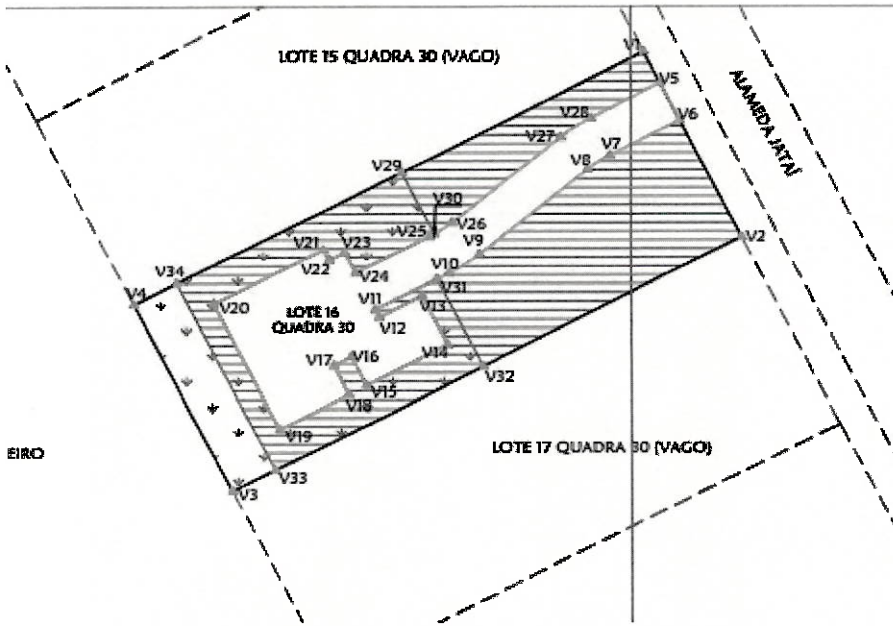 V1
LOTE 15 QUADRA 30 (VAGO)
V5
ALAMEDA JATAÍ
V6
V28
V27
V7
V8
V29
V30
V26
V25
V2
V21
V23
V9
V22
V24
V10
V34
V31
V4
V20
V11
V13
LOTE 16
QUADRA 30
V12
V14
V17
V16
V32
V15
V18
V19
EIRO
LOTE 17 QUADRA 30 (VAGO)
V33
V3